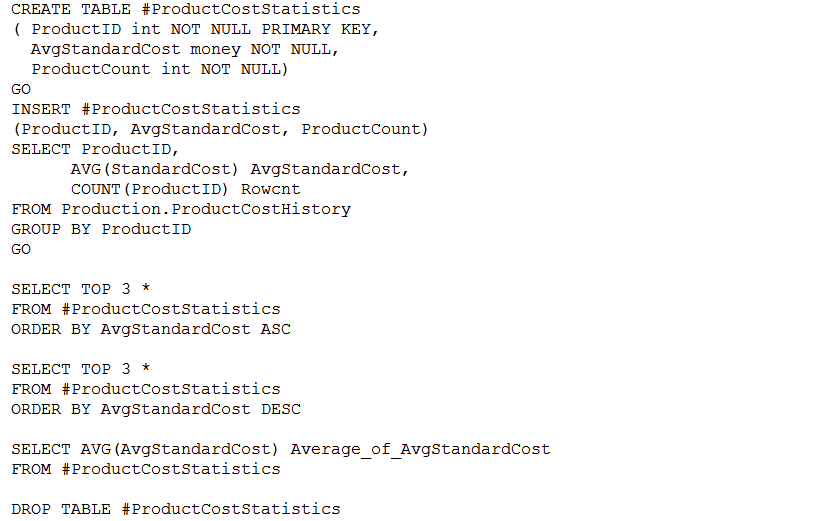 CREATE TABLE #ProductCostStatistics
( ProductID int NOT NULL PRIMARY KEY,
AvgStandardCost money NOT NULL,
ProductCount int NOT NULL)
GO
INSERT #ProductCostStatistics
(ProductID, AvgStandardCost, ProductCount)
SELECT ProductID,
AVG(StandardCost) AvgStandardCost,
COUNT(ProductID) Rowcnt
FROM Production.ProductCostHistory
GROUP BY ProductID
GO
SELECT TOP 3 *
FROM #ProductCostStatistics
ORDER BY AvgStandardCost ASC
SELECT TOP 3 *
FROM #ProductCostStatistics
ORDER BY AvgStandardCost DESC
SELECT AVG(AvgStandardCost) Average_of_AvgStandardCost
FROM #ProductCostStatistics
DROP TABLE #ProductCostStatistics